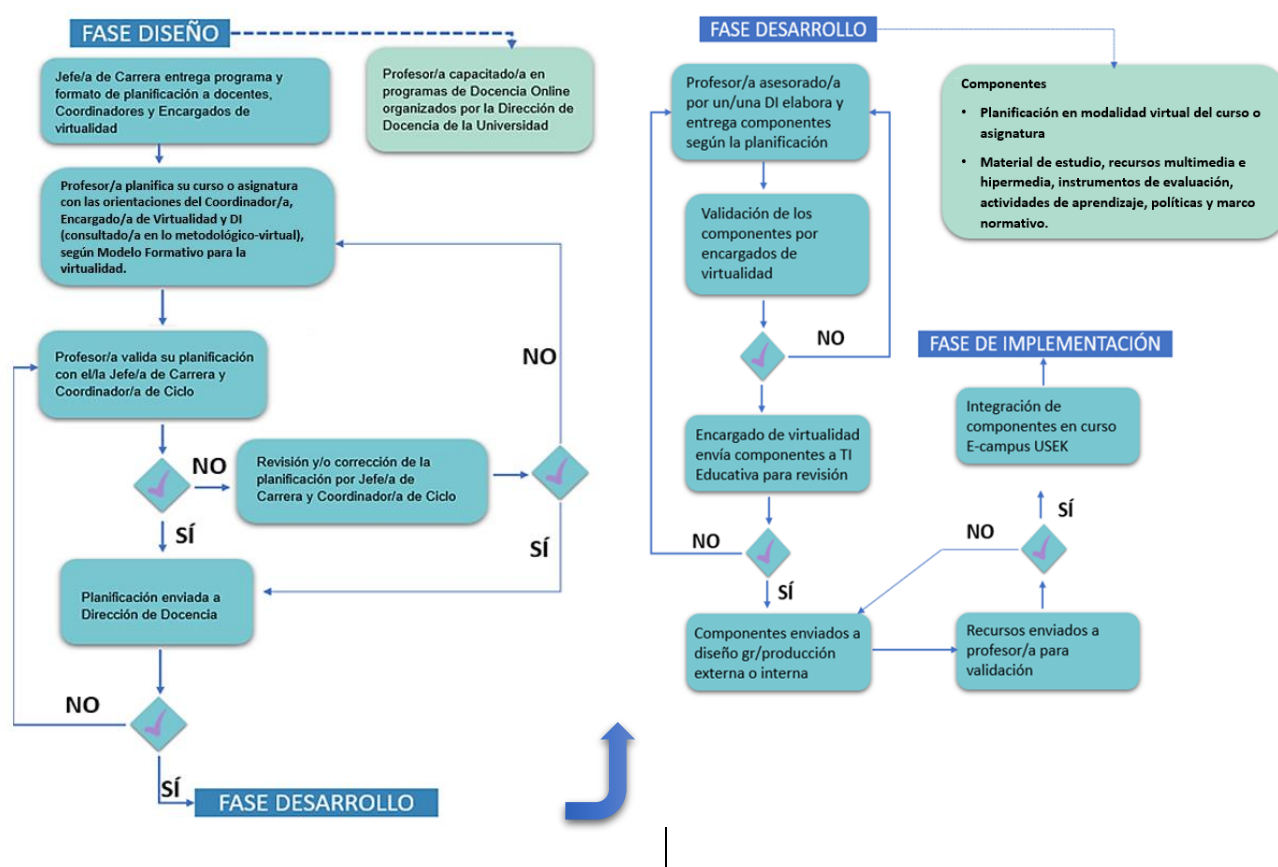 FASE DISEÑO
Jefe/a de Carrera entrega programa y
formato de planificación a docentes,
Coordinadores y Encargados de
virtualidad
Profesor/a capacitado/a en
programas de Docencia Online
organizados por la Dirección de
Docencia de la Universidad
Profesor/a planifica su curso o asignatura
con las orientaciones del Coordinador/a,
Encargado/a de Virtualidad y DI
(consultado/a en lo metodológico-virtual),
según Modelo Formativo para la
virtualidad.
Profesor/a valida su planificación
con el/la Jefe/a de Carrera y
Coordinador/a de Ciclo
NO
NO
Revisión y/o corrección de la
planificación por Jefe/a de
Carrera y Coordinador/a de Ciclo
SÍ
SÍ
Planificación enviada a
Dirección de Docencia
NO
SÍ
FASE DESARROLLO
FASE DESARROLLO
Profesor/a asesorado/a
por un/una DI elabora y
entrega componentes
según la planificación
Componentes
• Planificación en modalidad virtual del curso o
asignatura
• Material de estudio, recursos multimedia e
hipermedia, instrumentos de evaluación,
actividades de aprendizaje, políticas y marco
normativo.
Validación de los
componentes por
encargados de
virtualidad
NO
Encargado de virtualidad
envía componentes a TI
Educativa para revisión
NO
SÍ
Componentes enviados a
diseño gr/producción
externa o interna
Recursos enviados a
profesor/a para
validación
NO
SÍ
Integración de
componentes en curso
E-campus USEK
FASE DE IMPLEMENTACIÓN